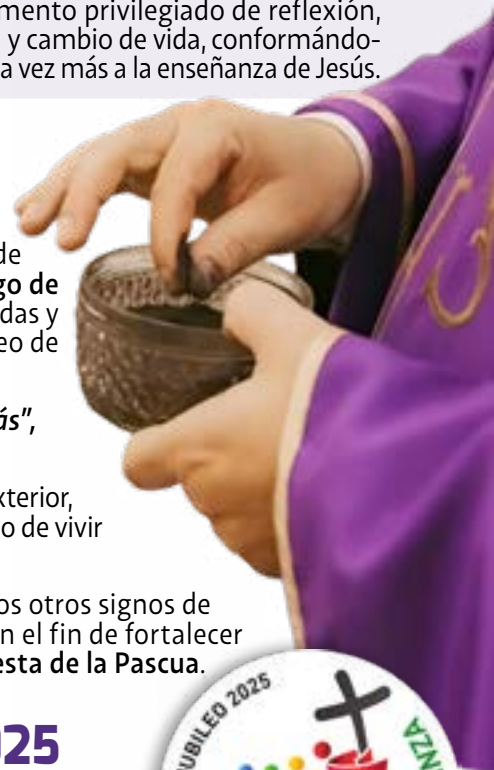 mento privilegiado de reflexión,
y cambio de vida, conformándo-
a vez más a la enseñanza de Jesús.
de
go de
das y
eo de
ás",
xterior,
o de vivir
os otros signos de
n el fin de fortalecer
esta de la Pascua.
025
UBILEO 2025
NZA